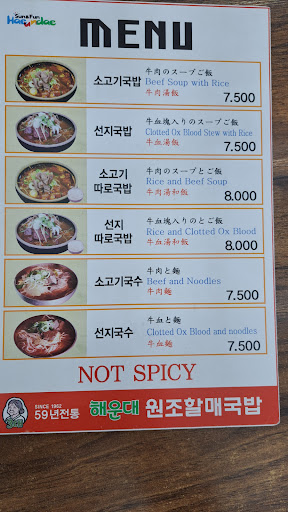 Sun&Fun
Haeundae
MENU
소고기국밥
牛肉のスープご飯
Beef Soup with Rice
牛肉湯飯
7.500
선지국밥
牛血塊入りのスープご飯
Clotted Ox Blood Stew with Rice
牛血湯飯
7.500
소고기
따로국밥
牛肉のスープとご飯
Rice and Beef Soup
牛肉湯和飯
8.000
선지
따로국밥
牛血塊入りのとご飯
Rice and Clotted Ox Blood
牛血湯和飯
8.000
소고기국수
牛肉と麵
Beef and Noodles
牛肉麵
7.500
선지국수
牛血と麵
Clotted Ox Blood and noodles
牛血麵
7.500
NOT SPICY
SINCE 1962
59년전통
해운대 원조할매국밥